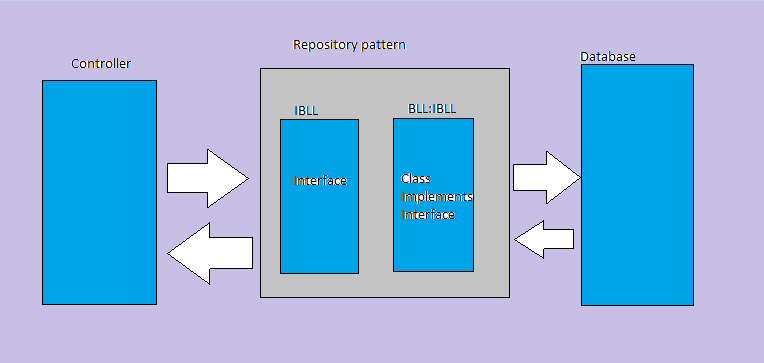 Repository pattern
Controller
Database
IBLL
BLL:IBLL
Interface
Class
Implements
Interface